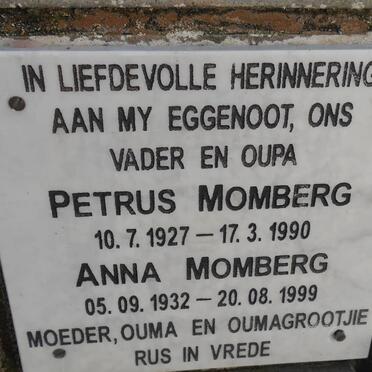 IN LIEFDEVOLLE HERINNERING
AAN MY EGGENOOT, ONS
VADER EN OUPA
PETRUS MOMBERG
10.7.1927 — 17.3.1990
ANNA MOMBERG
05.09.1932 — 20.08.1999
MOEDER, OUMA EN OUMAGROOTJIE
RUS IN VREDE